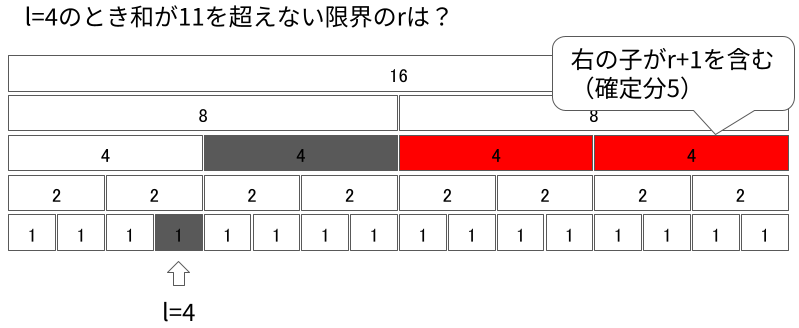 l=4のとき和が11を超えない限界のrは？
右の子がr+1を含む
（確定分5）
16
8 8
4 4 4 4
2 2 2 2 2 2 2 2
1 1 1 1 1 1 1 1 1 1 1 1 1 1 1 1
l=4